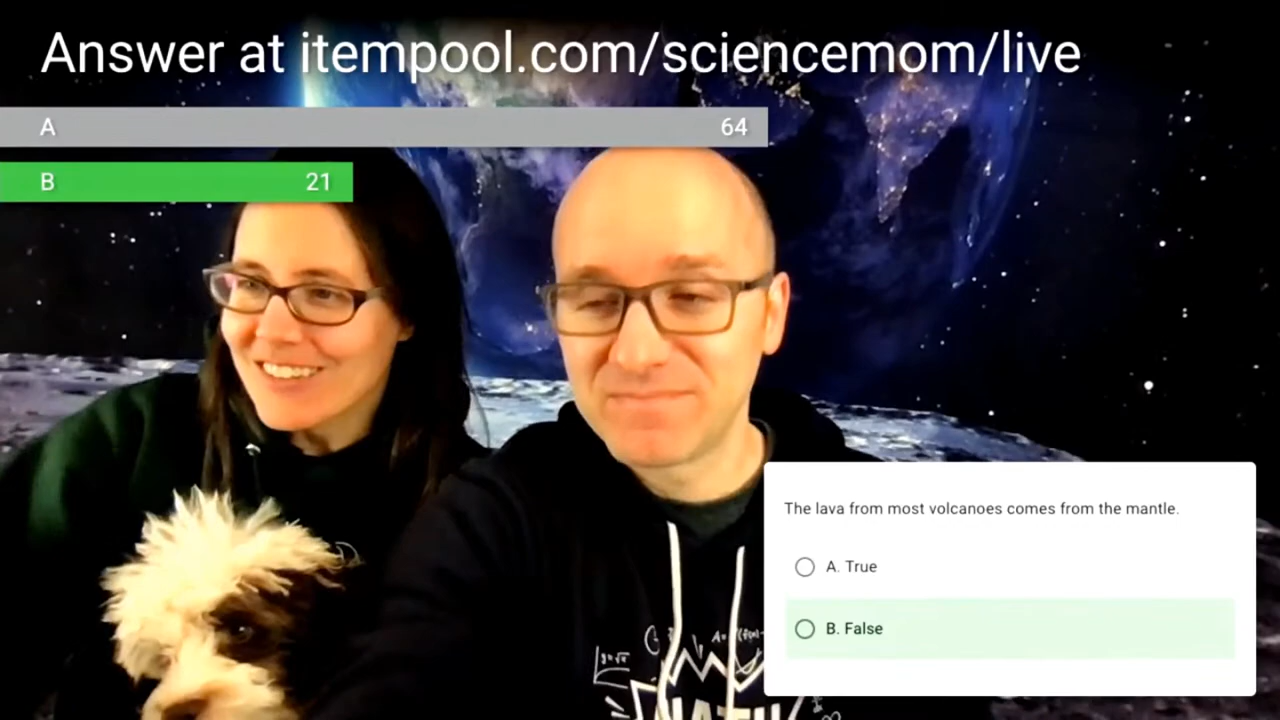 Answer at itempool.com/sciencemom/live
A 64
B 21
The lava from most volcanoes comes from the mantle.
A. True
B. False
MATH